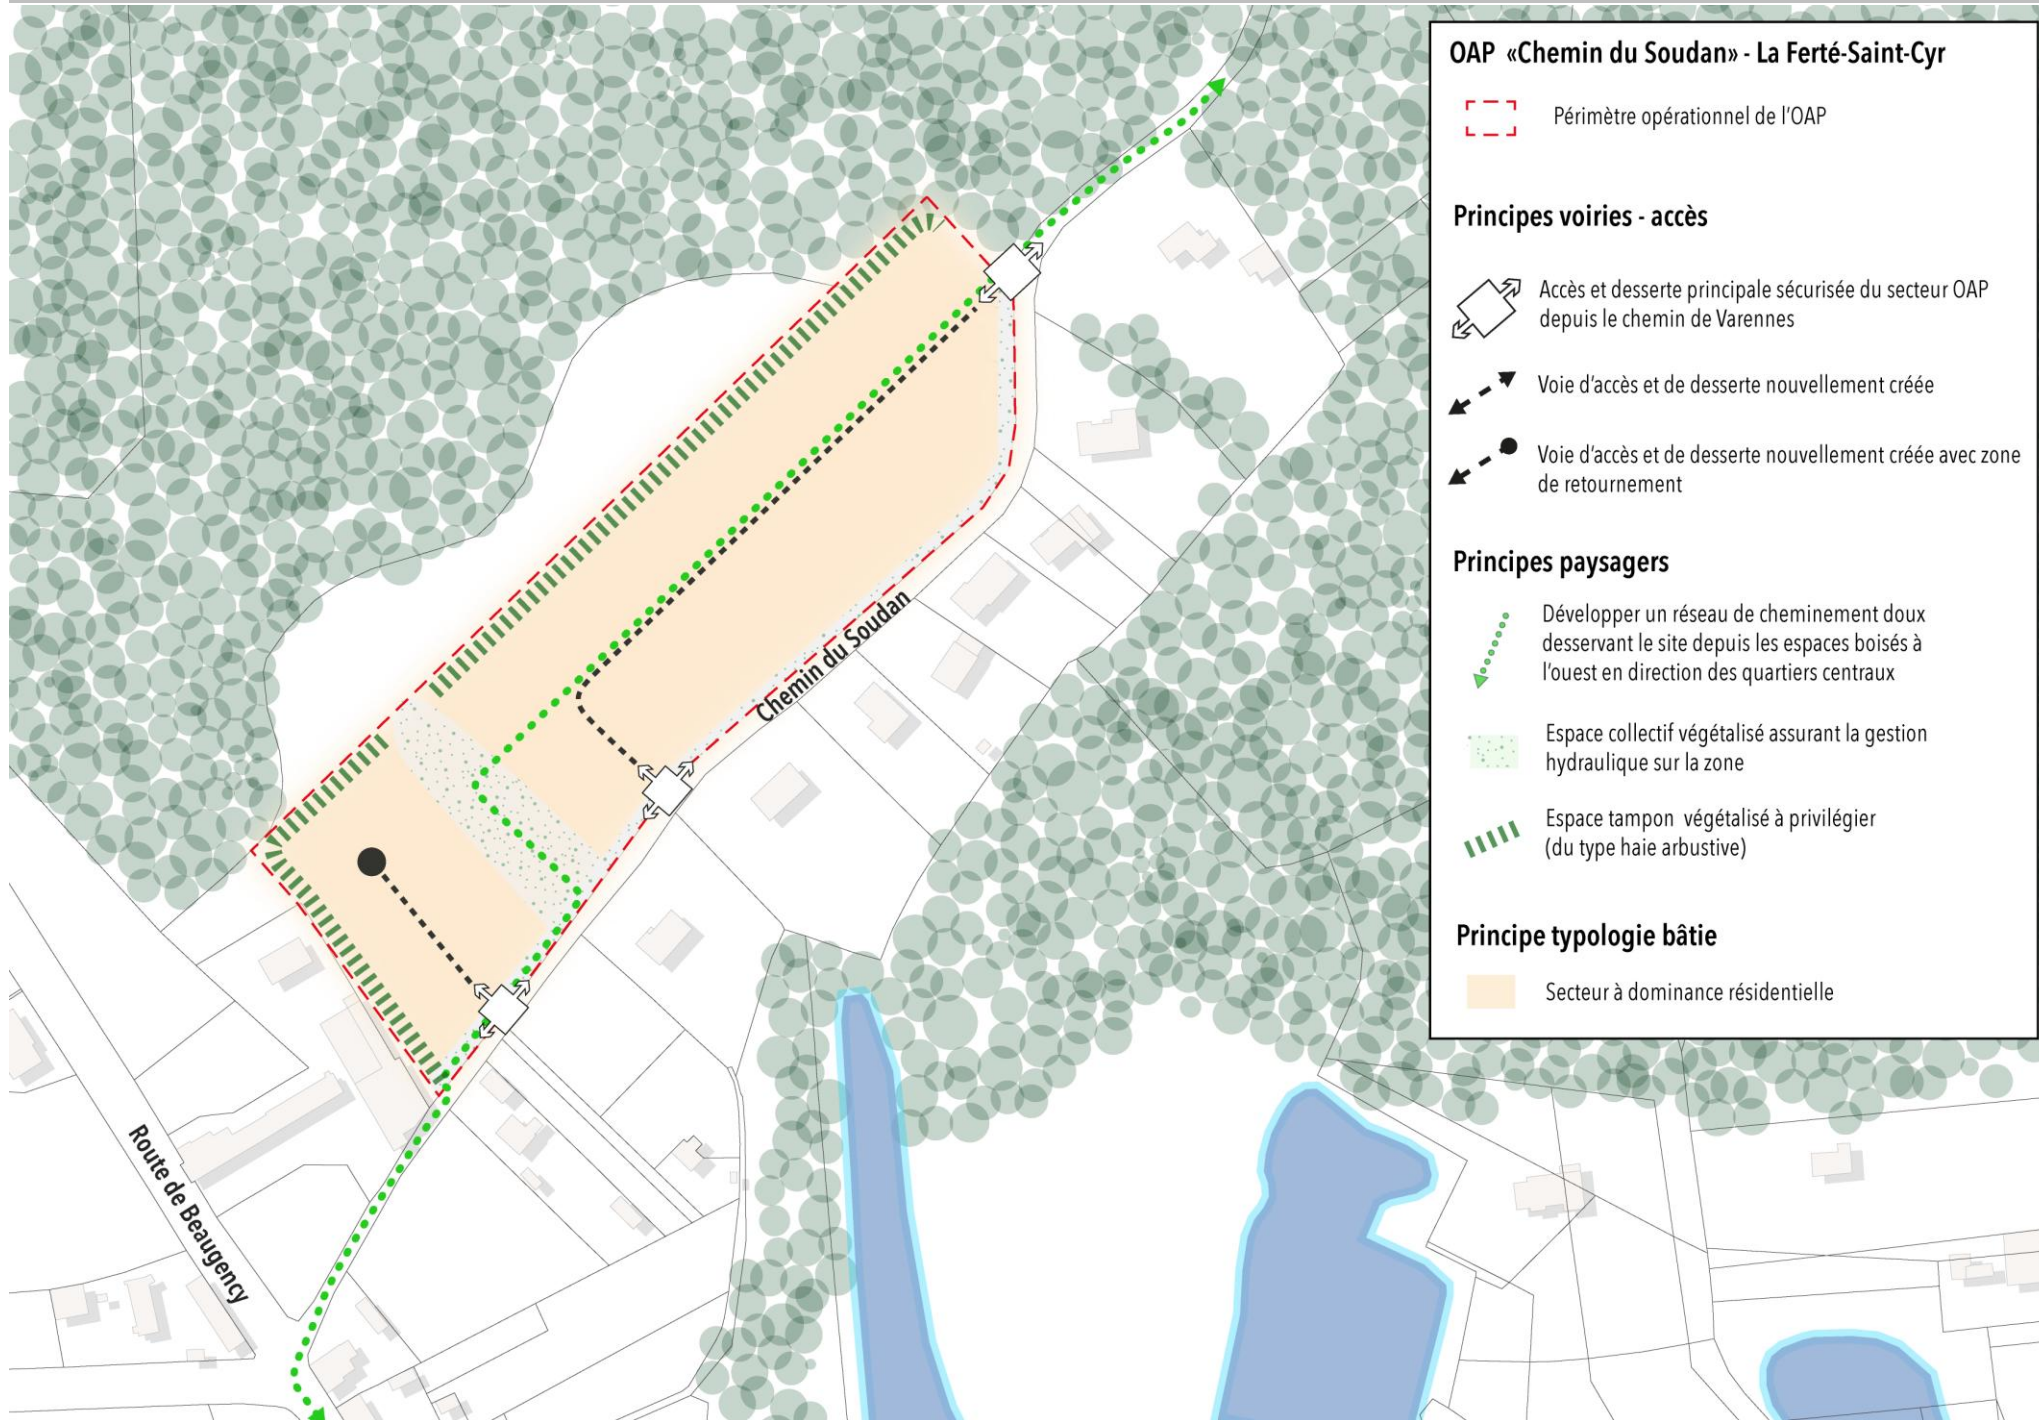 OAP «Chemin du Soudan» - La Ferté-Saint-Cyr
Périmètre opérationnel de l'OAP
Principes voiries - accès
Accès et desserte principale sécurisée du secteur OAP
depuis le chemin de Varennes
Voie d'accès et de desserte nouvellement créée
Voie d'accès et de desserte nouvellement créée avec zone
de retournement
Principes paysagers
Développer un réseau de cheminement doux
desservant le site depuis les espaces boisés à
l'ouest en direction des quartiers centraux
Espace collectif végétalisé assurant la gestion
hydraulique sur la zone
Espace tampon végétalisé à privilégier
(du type haie arbustive)
Principe typologie bâtie
Secteur à dominance résidentielle
Chemin du Soudan
Route de Beaugency